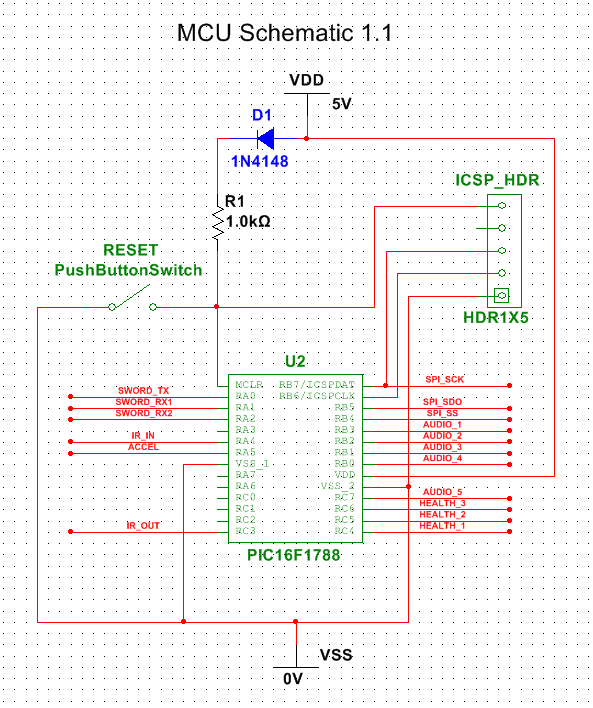 MCU Schematic 1.1
VDD
5V
D1
1N4148
ICSP_HDR
R1
1.0kΩ
RESET
PushButtonSwitch
HDR1X5
U2
MCLR RB7/ICSPDAT SPI_SCK
SWORD_TX RA0 RB6/ICSPCLK
SWORD_RX1 RA1 RB5 SPI_SDO
SWORD_RX2 RA2 RB4 SPI_SS
RA3 RB3 AUDIO_1
IR_IN RA4 RB2 AUDIO_2
ACCEL RA5 RB1 AUDIO_3
VSS_1 RB0 AUDIO_4
RA7 VDD
RA6 VSS_2
RC0 RC7 AUDIO_5
RC1 RC6 HEALTH_3
RC2 RC5 HEALTH_2
IR_OUT RC3 RC4 HEALTH_1
PIC16F1788
VSS
0V